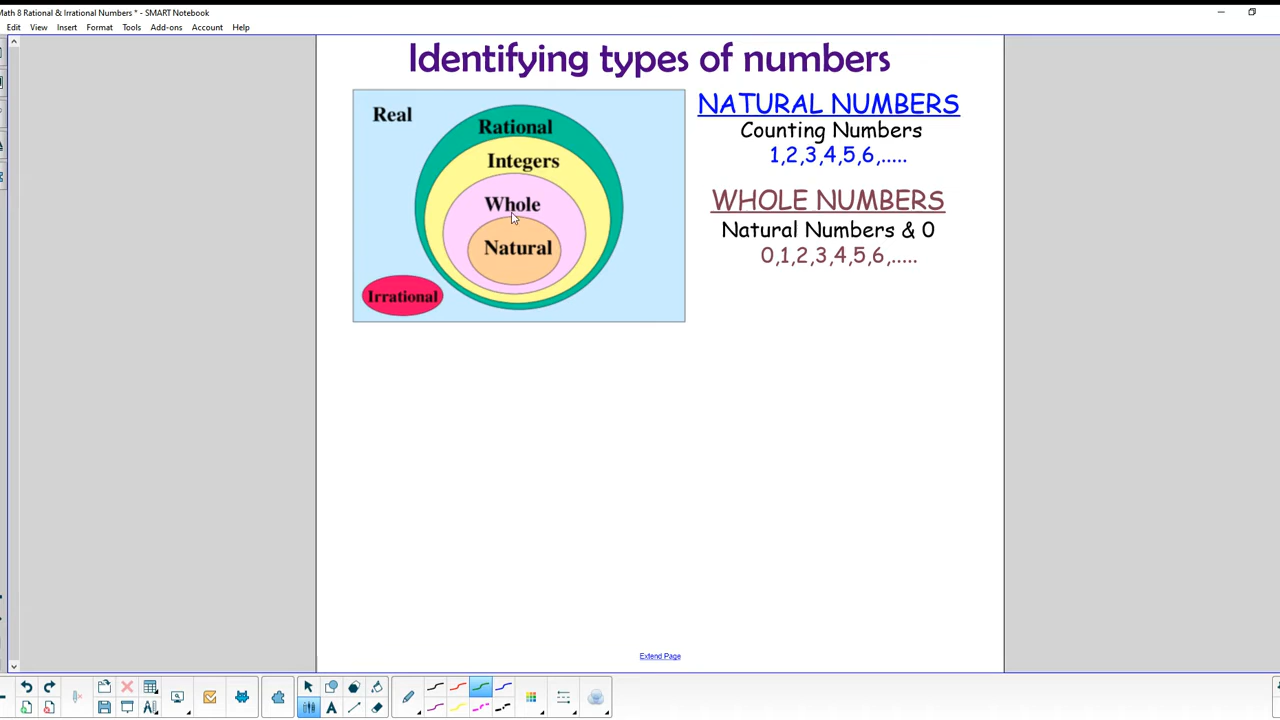 Math 8 Rational & Irrational Numbers * - SMART Notebook
Edit View Insert Format Tools Add-ons Account Help
Identifying types of numbers
Real
Rational
Integers
Whole
Natural
Irrational
NATURAL NUMBERS
Counting Numbers
1,2,3,4,5,6,.....
WHOLE NUMBERS
Natural Numbers & 0
0,1,2,3,4,5,6,.....
Extend Page